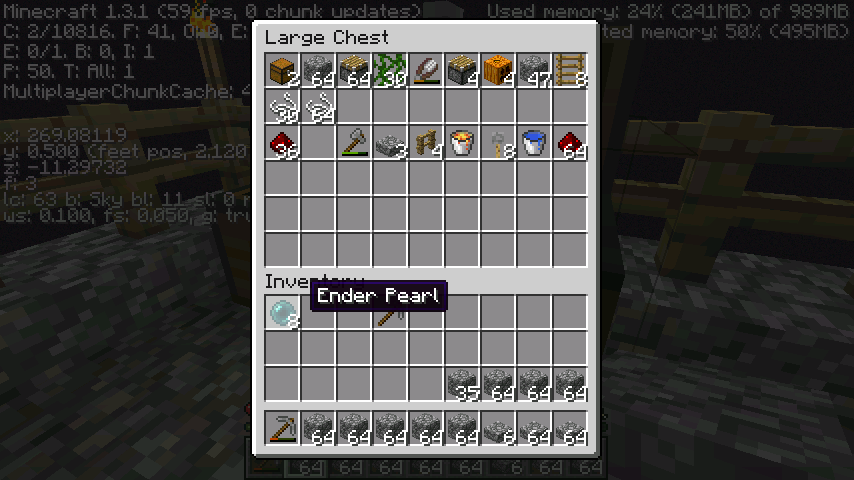 Minecraft 1.3.1 (59 fps, 0 chunk updates)
Used memory: 24% (241MB) of 989MB
C: 2/10816. F: 41, O: 0, E:
ted memory: 50% (495MB)
E: 0/1. B: 0, I: 1
P: 50. T: All: 1
MultiplayerChunkCache: 4
x: 269.08119
y: 0.500 (feet pos, 2.120
z: -11.29732
f: 3
lc: 63 b: Sky bl: 11 sl: 0 r
ws: 0.100, fs: 0.050, g: tru
Large Chest
2 64 64 30 4 4 47 8
30 32
36 3 4 8 64
Inventory
Ender Pearl
8
35 64 64 64
64 64 64 64 64 6 64 64
64 64 64 64 64 6 64 64